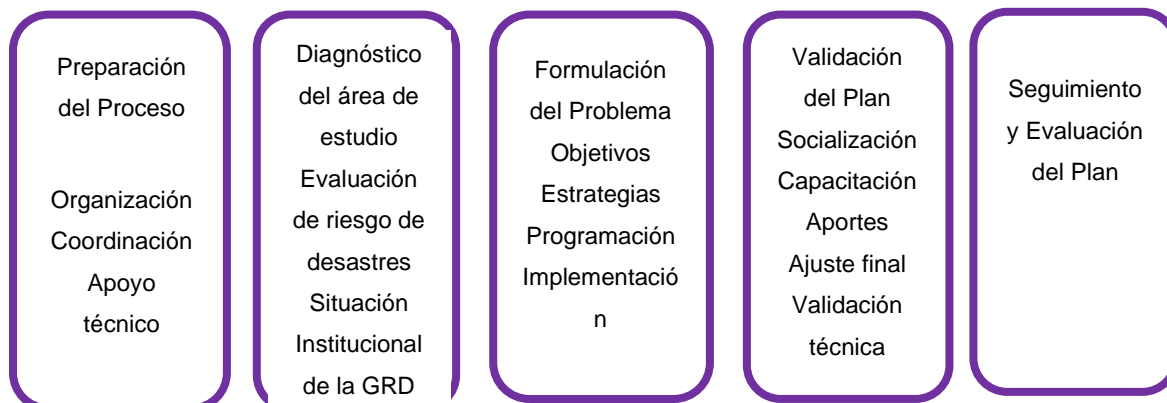 Preparación
del Proceso
Organización
Coordinación
Apoyo
técnico
Diagnóstico
del área de
estudio
Evaluación
de riesgo de
desastres
Situación
Institucional
de la GRD
Formulación
del Problema
Objetivos
Estrategias
Programación
Implementació
n
Validación
del Plan
Socialización
Capacitación
Aportes
Ajuste final
Validación
técnica
Seguimiento
y Evaluación
del Plan